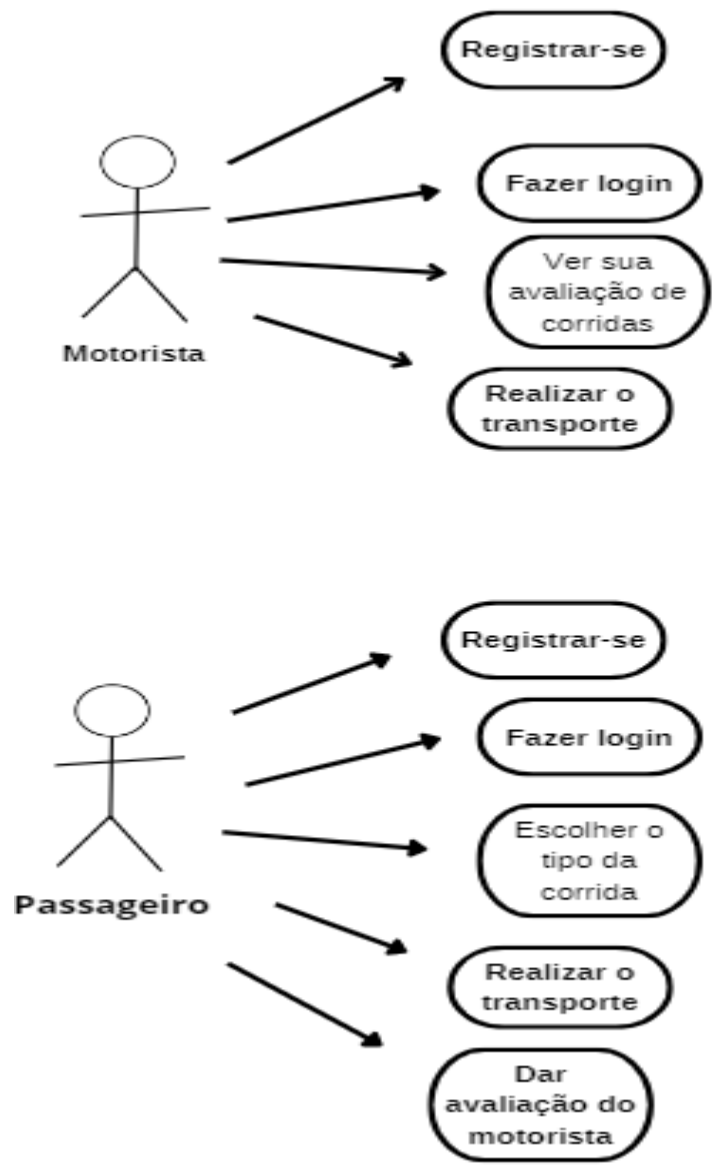 Registrar-se
Fazer login
Ver sua
avaliação de
corridas
Motorista
Realizar o
transporte
Registrar-se
Fazer login
Escolher o
tipo da
corrida
Passageiro
Realizar o
transporte
Dar
avaliação do
motorista